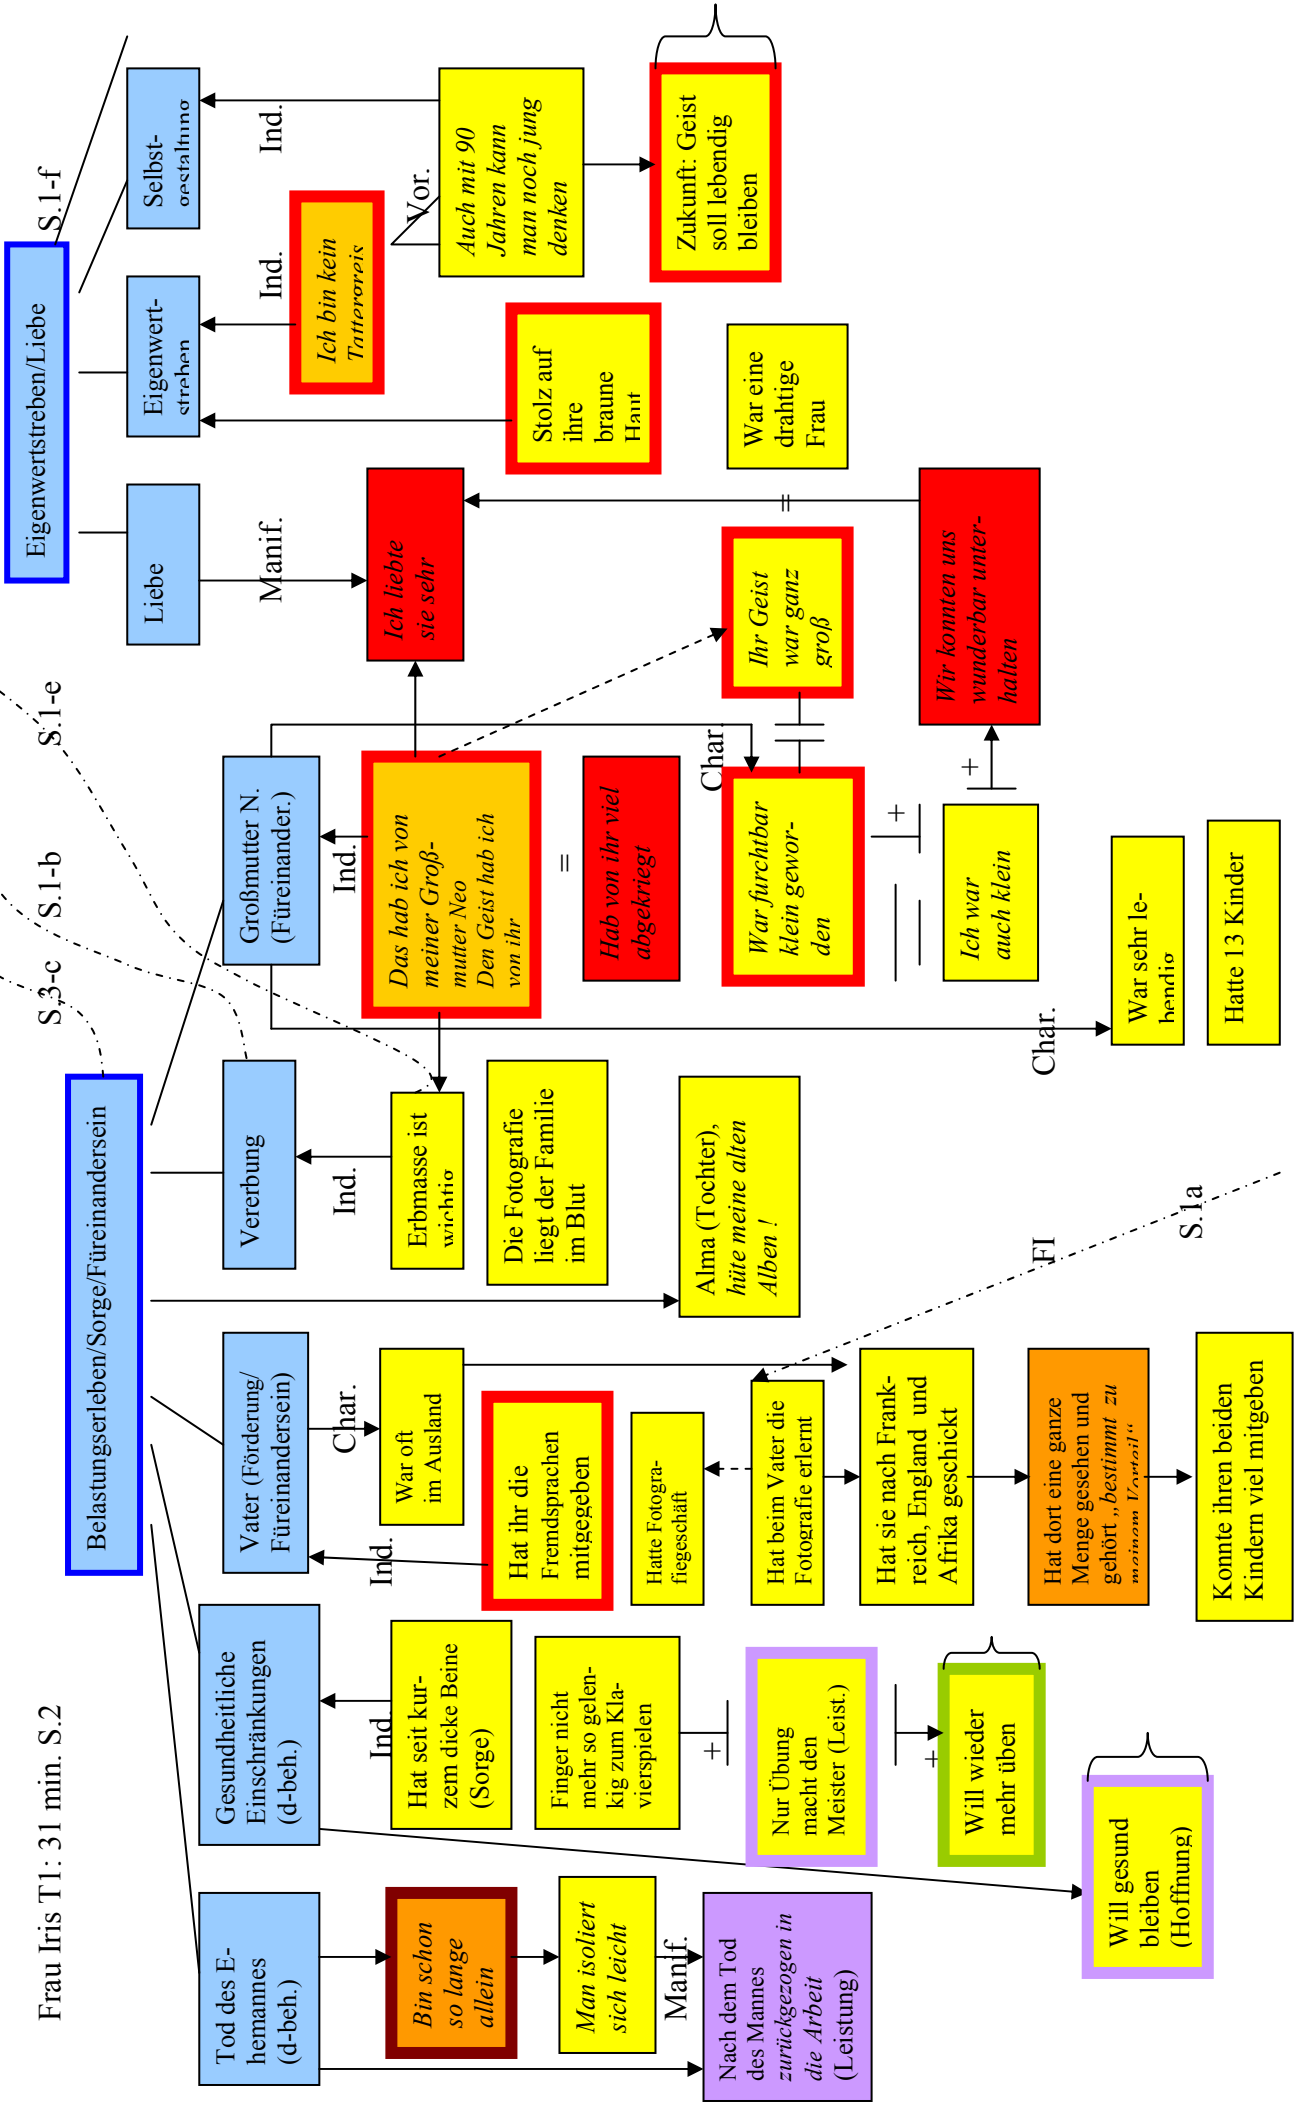 Frau Iris T1: 31 min. S.2
Belastungserleben/Sorge/Füreinandersein
S.3-c
S.1-b
S.1-e
Eigenwertstreben/Liebe
S.1-f
Tod des E-
hemannes
(d-beh.)
Bin schon
so lange
allein
Man isoliert
sich leicht
Manif.
Nach dem Tod
des Mannes
zurückgezogen in
die Arbeit
(Leistung)
Gesundheitliche
Einschränkungen
(d-beh.)
Ind.
Hat seit kur-
zem dicke Beine
(Sorge)
Finger nicht
mehr so gelen-
kig zum Kla-
vierspielen
+
Nur Übung
macht den
Meister (Leist.)
+
Will wieder
mehr üben
Will gesund
bleiben
(Hoffnung)
Vater (Förderung/
Füreinandersein)
Char.
War oft
im Ausland
Ind.
Hat ihr die
Fremdsprachen
mitgegeben
Hatte Fotogra-
fiegeschäft
Hat beim Vater die
Fotografie erlernt
Hat sie nach Frank-
reich, England und
Afrika geschickt
Hat dort eine ganze
Menge gesehen und
gehört „bestimmt zu
meinem Vorteil“
Konnte ihren beiden
Kindern viel mitgeben
FI
S.1a
Vererbung
Ind.
Erbmasse ist
wichtig
Die Fotografie
liegt der Familie
im Blut
Alma (Tochter),
hüte meine alten
Alben !
Großmutter N.
(Füreinander.)
Ind.
Das hab ich von
meiner Groß-
mutter Neo
Den Geist hab ich
von ihr
=
Hab von ihr viel
abgekriegt
Char.
War furchtbar
klein gewor-
den
Ihr Geist
war ganz
groß
+
Ich war
auch klein
+
Wir konnten uns
wunderbar unter-
halten
=
Char.
War sehr le-
bendig
Hatte 13 Kinder
Liebe
Manif.
Ich liebte
sie sehr
Eigenwert-
streben
Ind.
Ich bin kein
Tattergreis
Stolz auf
ihre
braune
Haut
War eine
drahtige
Frau
Selbst-
gestaltung
Ind.
Vor.
Auch mit 90
Jahren kann
man noch jung
denken
Zukunft: Geist
soll lebendig
bleiben